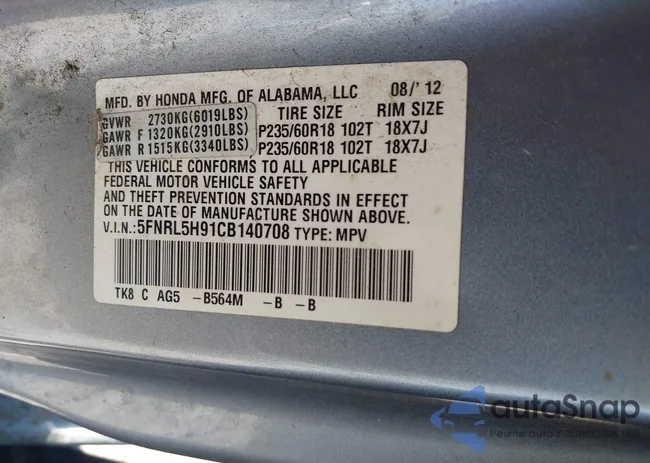 MFD. BY HONDA MFG. OF ALABAMA, LLC 08/'12
GVWR 2730KG(6019LBS) TIRE SIZE RIM SIZE
GAWR F 1320KG(2910LBS) P235/60R18 102T 18X7J
GAWR R 1515KG(3340LBS) P235/60R18 102T 18X7J
THIS VEHICLE CONFORMS TO ALL APPLICABLE
FEDERAL MOTOR VEHICLE SAFETY
AND THEFT PREVENTION STANDARDS IN EFFECT
ON THE DATE OF MANUFACTURE SHOWN ABOVE.
V.I.N.: 5FNRL5H91CB140708 TYPE: MPV
TK8 C AG5 -B564M -B -B
autoSnap
Pewne auto z